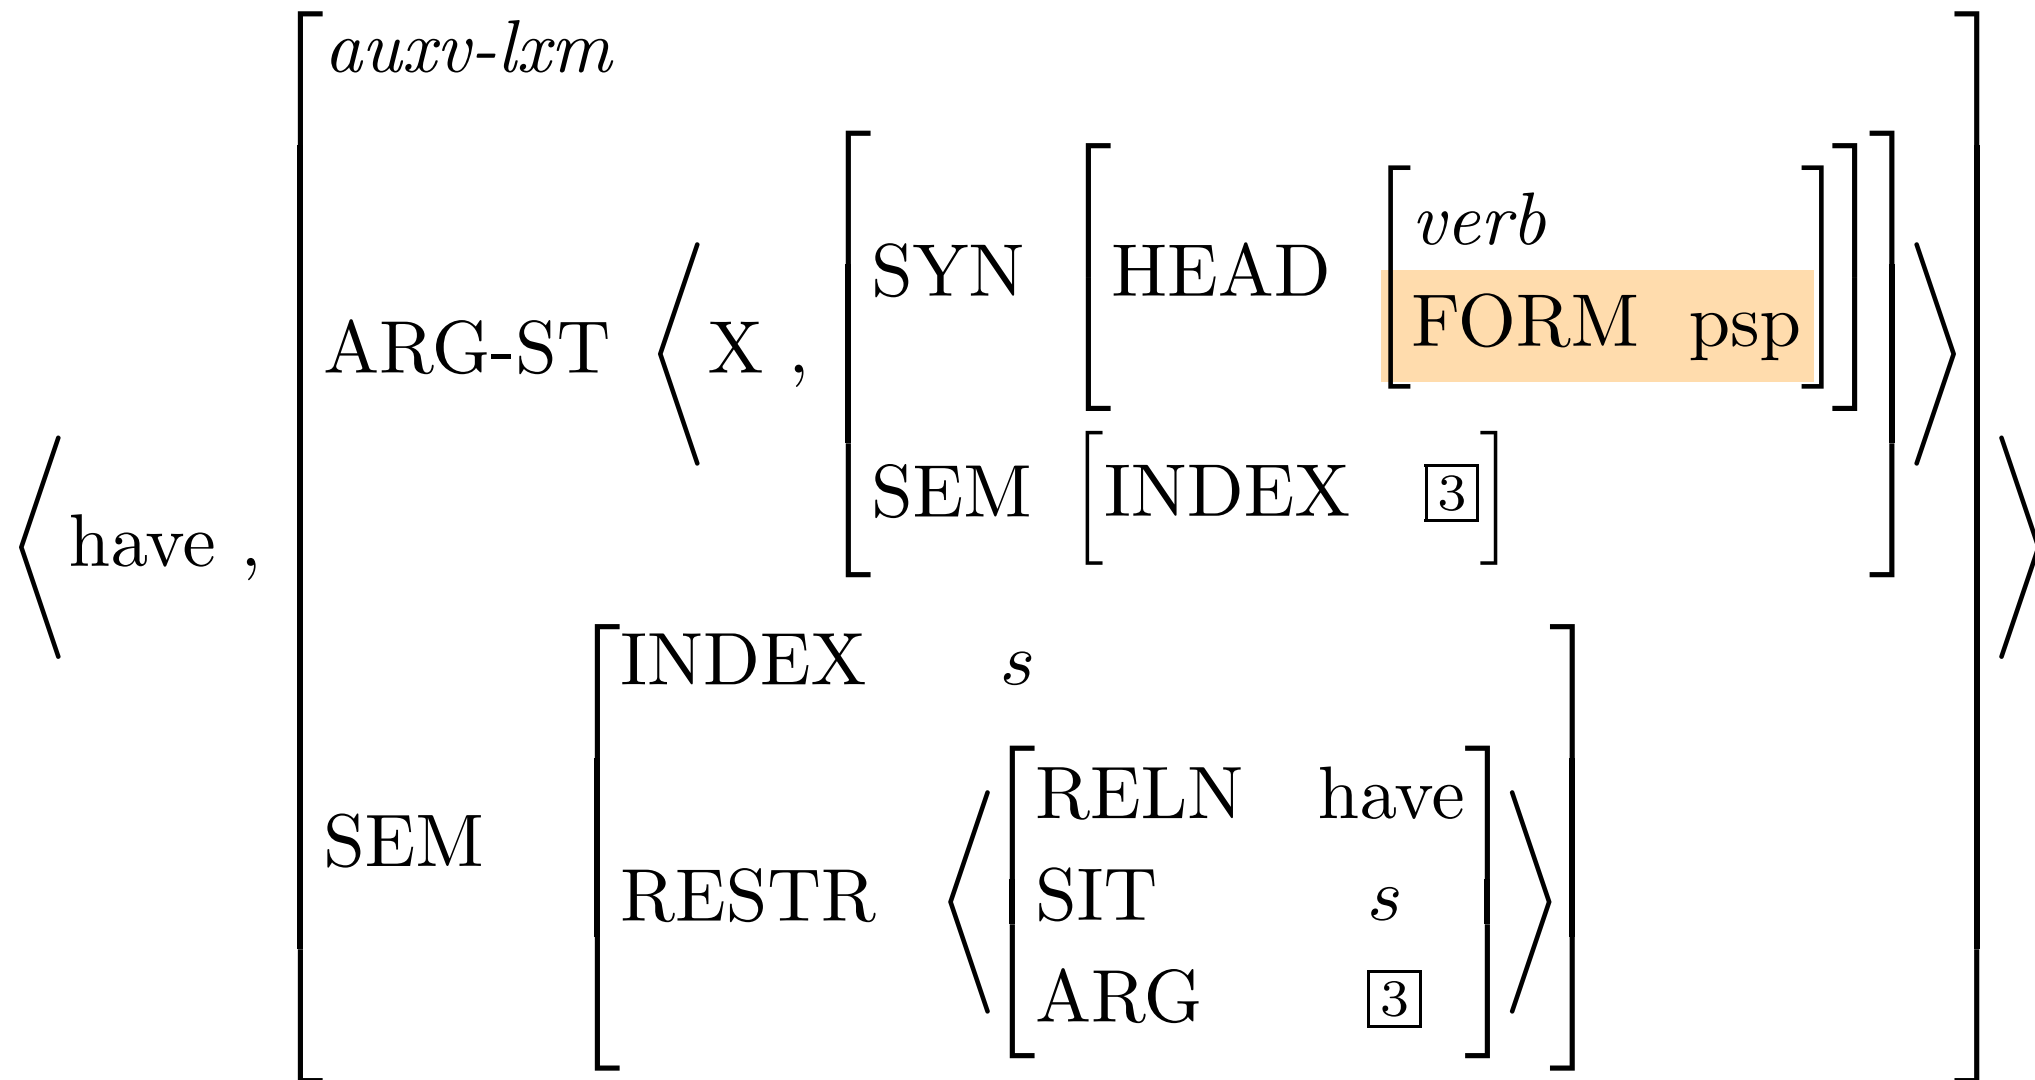 auxv-lxm
verb
SYN [HEAD
FORM psp]]]
ARG-ST ⟨X , [
SEM [INDEX 3]
⟨have ,
INDEX s
RELN have
SEM
RESTR ⟨[SIT s]⟩
ARG 3